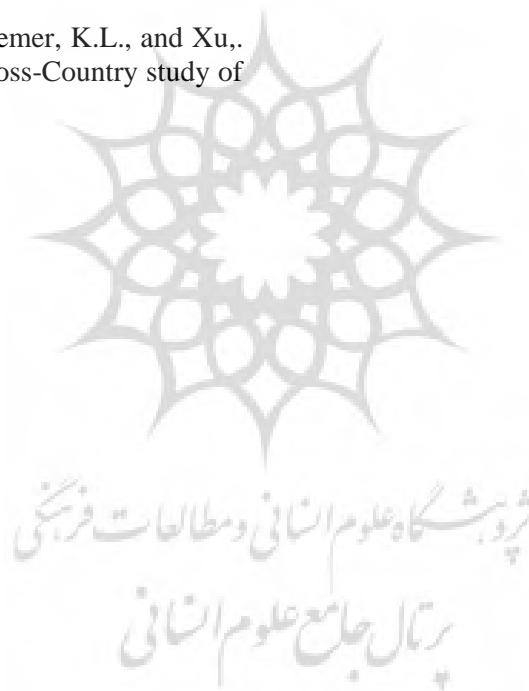 emer, K.L., and Xu,.
oss-Country study of
پژوهشگاه علوم انسانی و مطالعات فرهنگی
پرتال جامع علوم انسانی